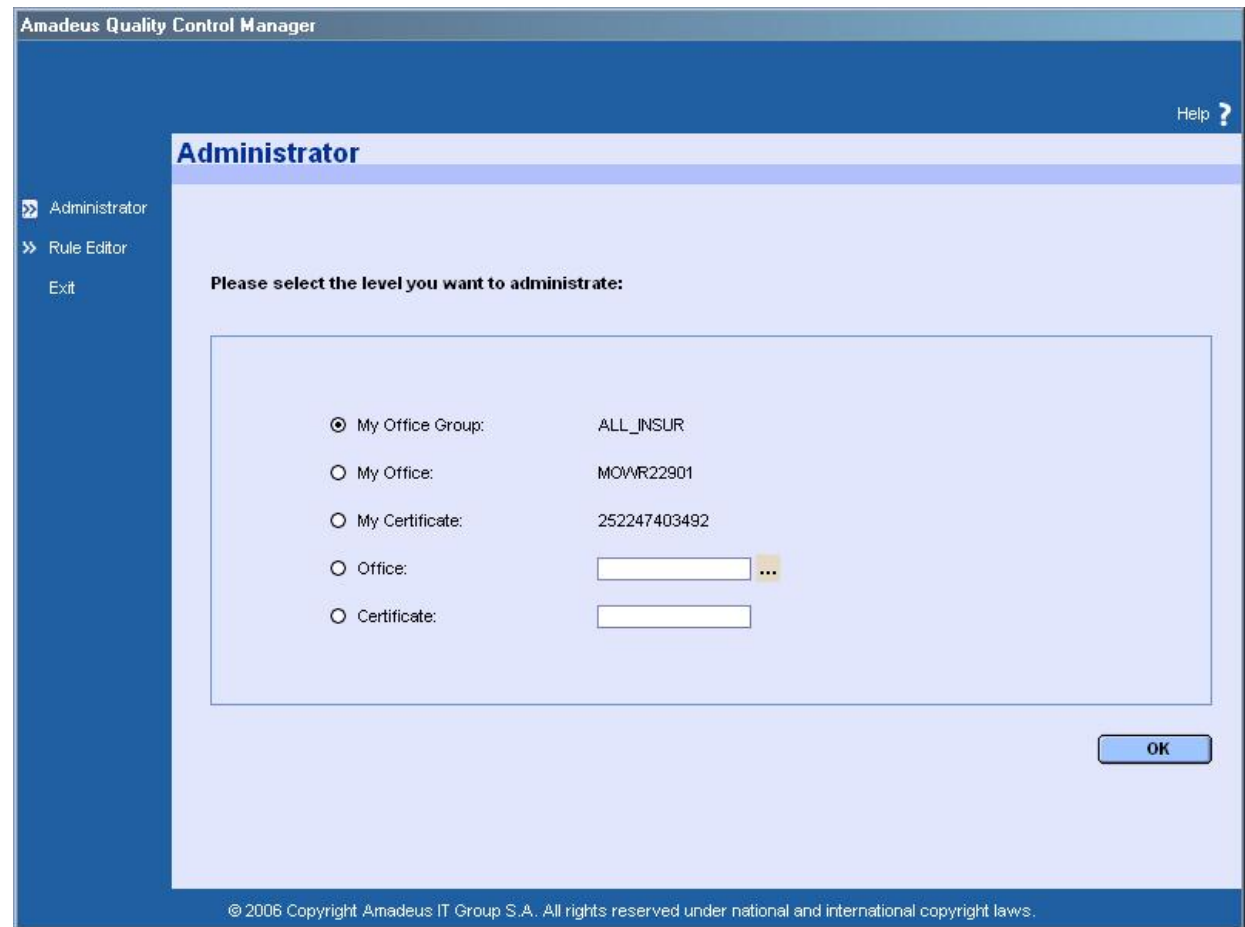 Amadeus Quality Control Manager
Help ?
Administrator
Administrator
Rule Editor
Exit
Please select the level you want to administrate:
My Office Group: ALL_INSUR
My Office: MOWR22901
My Certificate: 252247403492
Office: ...
Certificate:
OK
© 2006 Copyright Amadeus IT Group S.A. All rights reserved under national and international copyright laws.